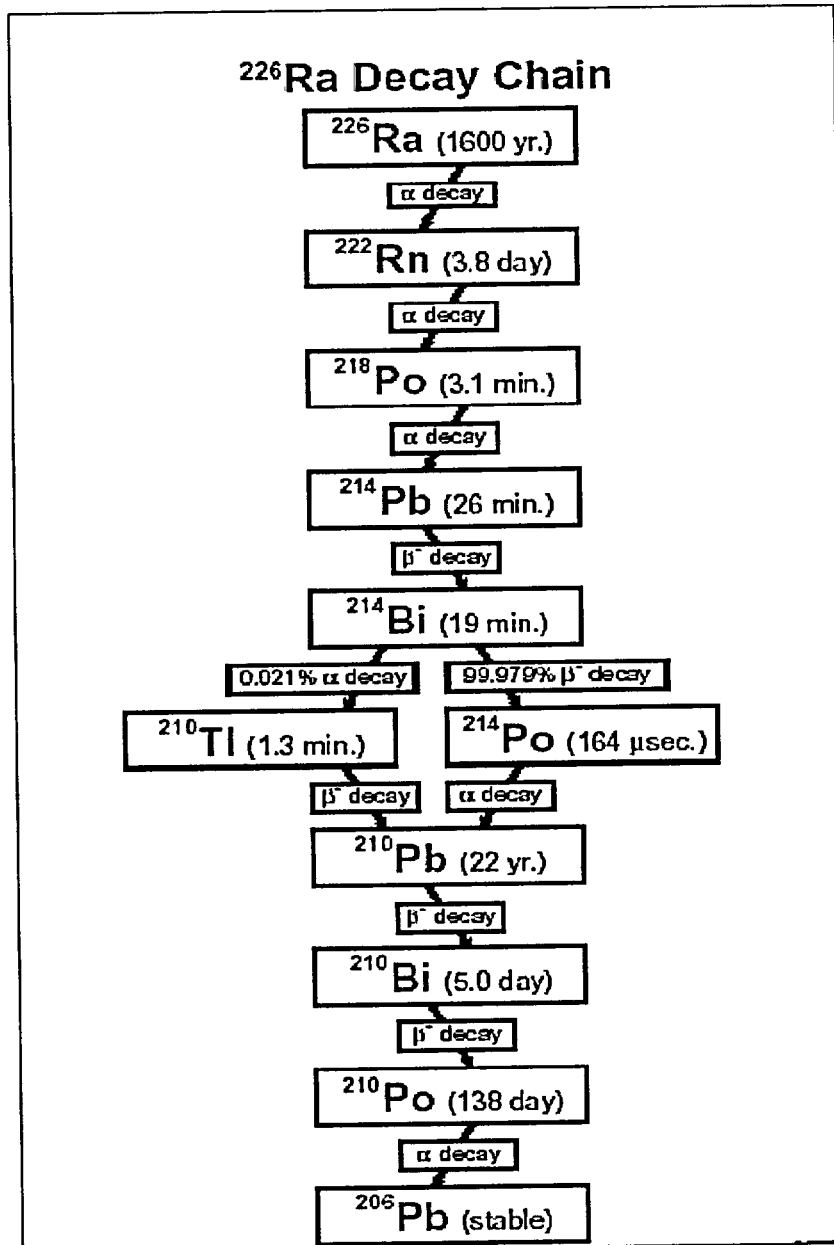 ²²⁶Ra Decay Chain
²²⁶Ra (1600 yr.)
α decay
²²²Rn (3.8 day)
α decay
²¹⁸Po (3.1 min.)
α decay
²¹⁴Pb (26 min.)
β⁻ decay
²¹⁴Bi (19 min.)
0.021% α decay 99.979% β⁻ decay
²¹⁰Tl (1.3 min.) ²¹⁴Po (164 μsec.)
β⁻ decay α decay
²¹⁰Pb (22 yr.)
β⁻ decay
²¹⁰Bi (5.0 day)
β⁻ decay
²¹⁰Po (138 day)
α decay
²⁰⁶Pb (stable)